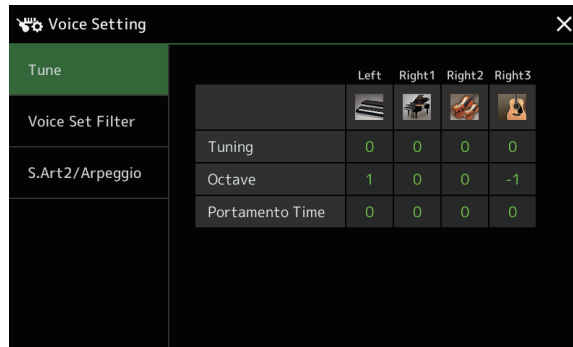 Voice Setting
Tune
Voice Set Filter
S.Art2/Arpeggio
Left Right1 Right2 Right3
Tuning 0 0 0 0
Octave 1 0 0 -1
Portamento Time 0 0 0 0